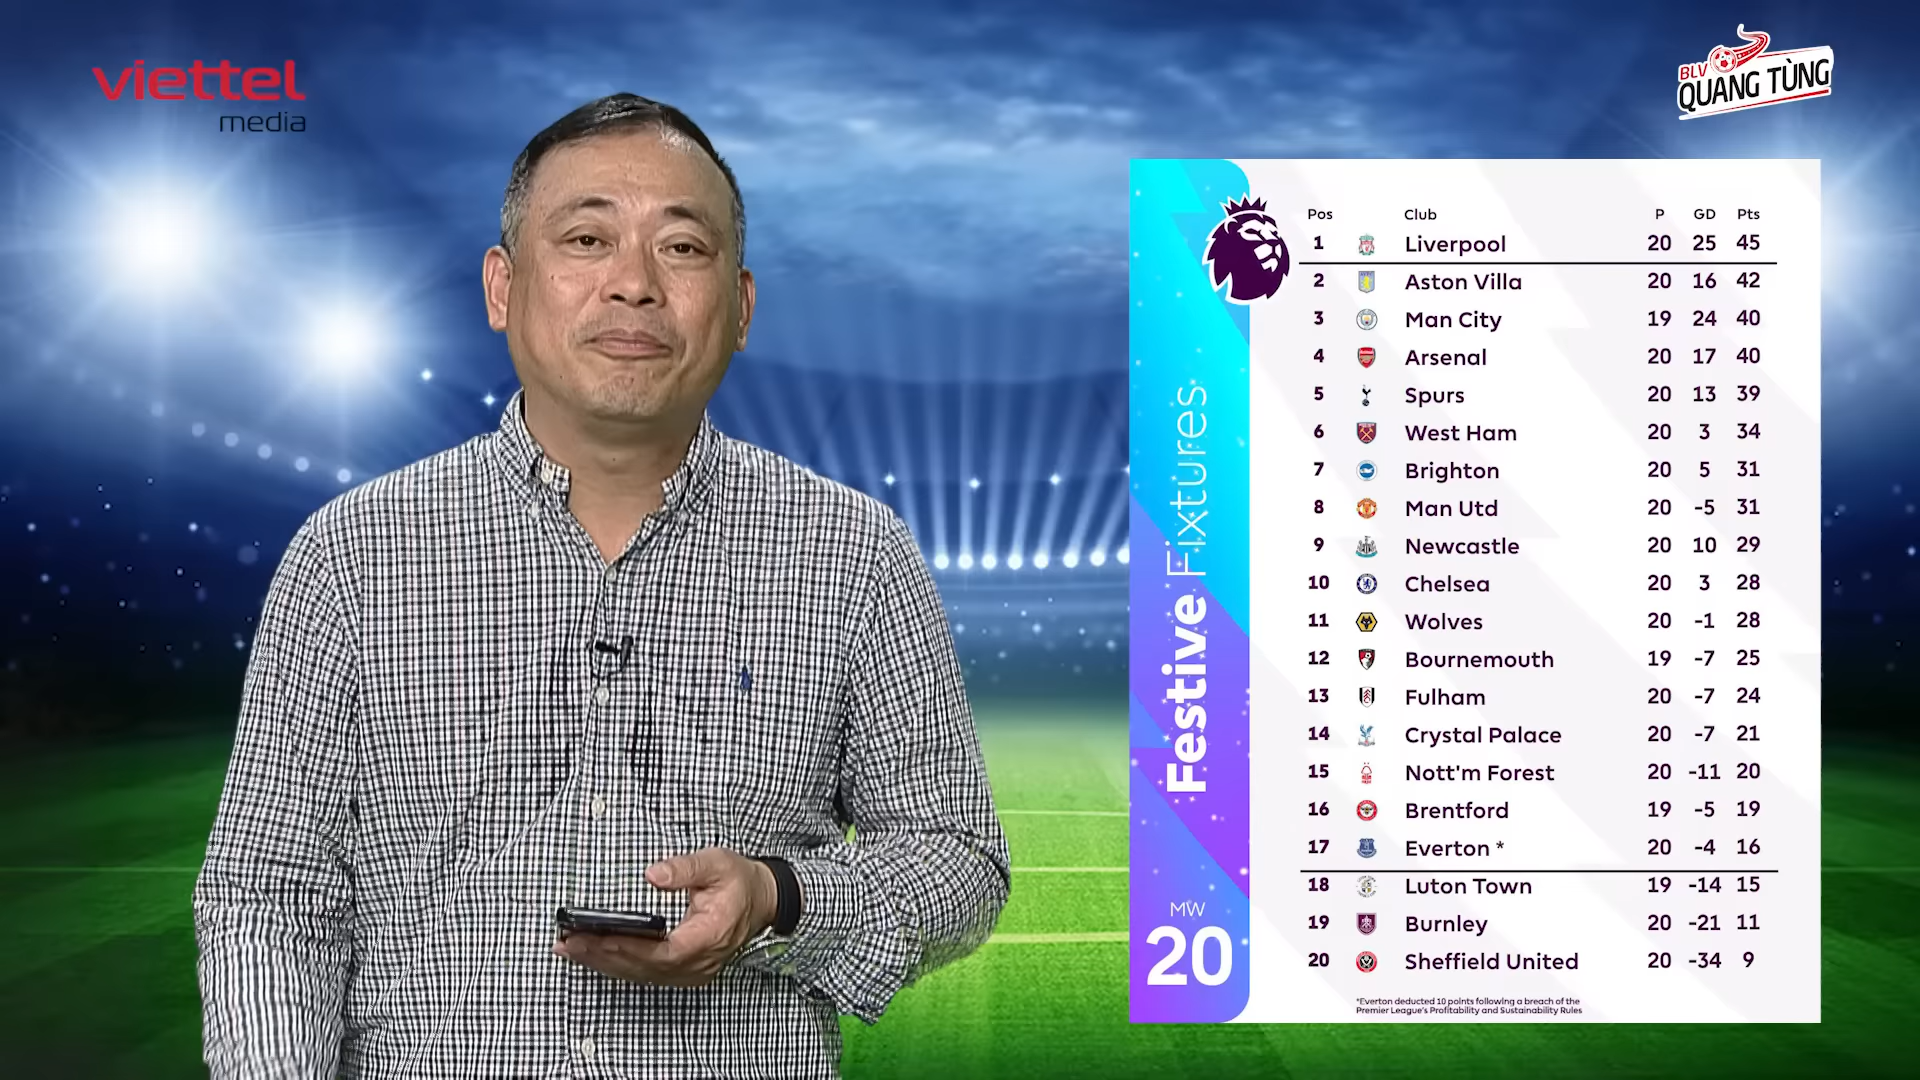 viettel
media
BLV
QUANG TÙNG
Festive Fixtures
MW
20
Pos Club P GD Pts
1 Liverpool 20 25 45
2 Aston Villa 20 16 42
3 Man City 19 24 40
4 Arsenal 20 17 40
5 Spurs 20 13 39
6 West Ham 20 3 34
7 Brighton 20 5 31
8 Man Utd 20 -5 31
9 Newcastle 20 10 29
10 Chelsea 20 3 28
11 Wolves 20 -1 28
12 Bournemouth 19 -7 25
13 Fulham 20 -7 24
14 Crystal Palace 20 -7 21
15 Nott'm Forest 20 -11 20
16 Brentford 19 -5 19
17 Everton * 20 -4 16
18 Luton Town 19 -14 15
19 Burnley 20 -21 11
20 Sheffield United 20 -34 9
*Everton deducted 10 points following a breach of the
Premier League's Profitability and Sustainability Rules